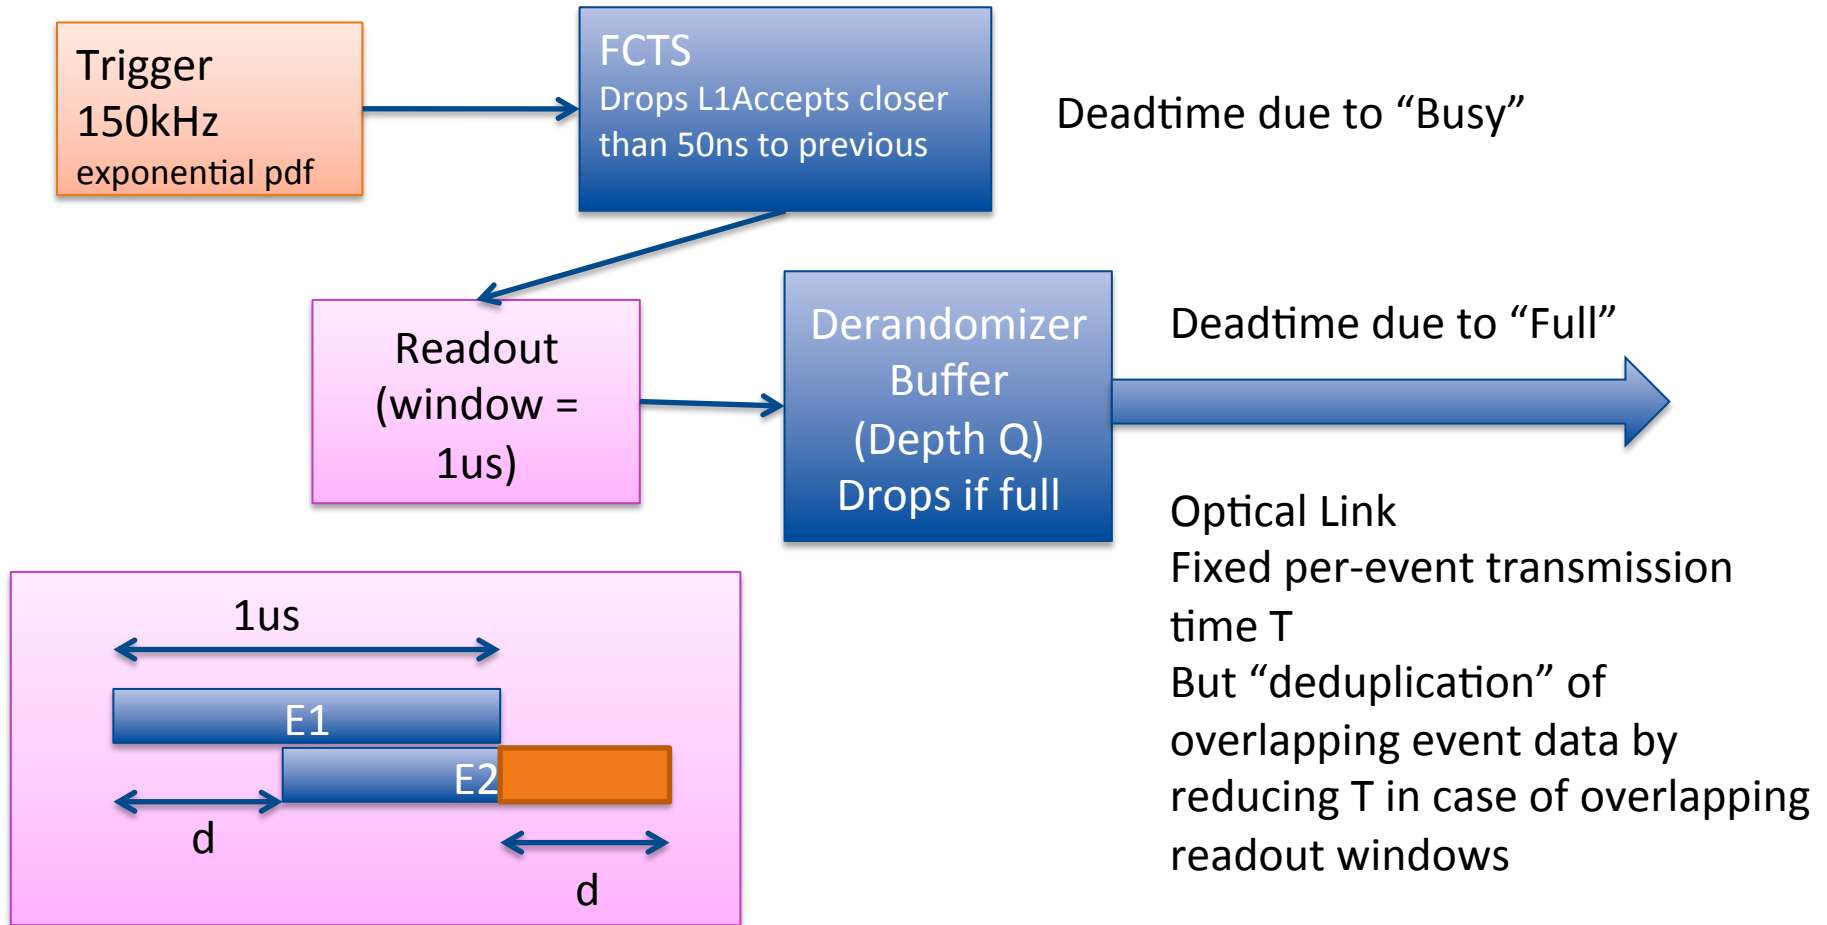 Trigger
150kHz
exponential pdf
FCTS
Drops L1Accepts closer
than 50ns to previous
Deadtime due to “Busy”
Readout
(window =
1us)
Derandomizer
Buffer
(Depth Q)
Drops if full
Deadtime due to “Full”
Optical Link
Fixed per-event transmission
time T
But “deduplication” of
overlapping event data by
reducing T in case of overlapping
readout windows
1us
E1
E2
d
d